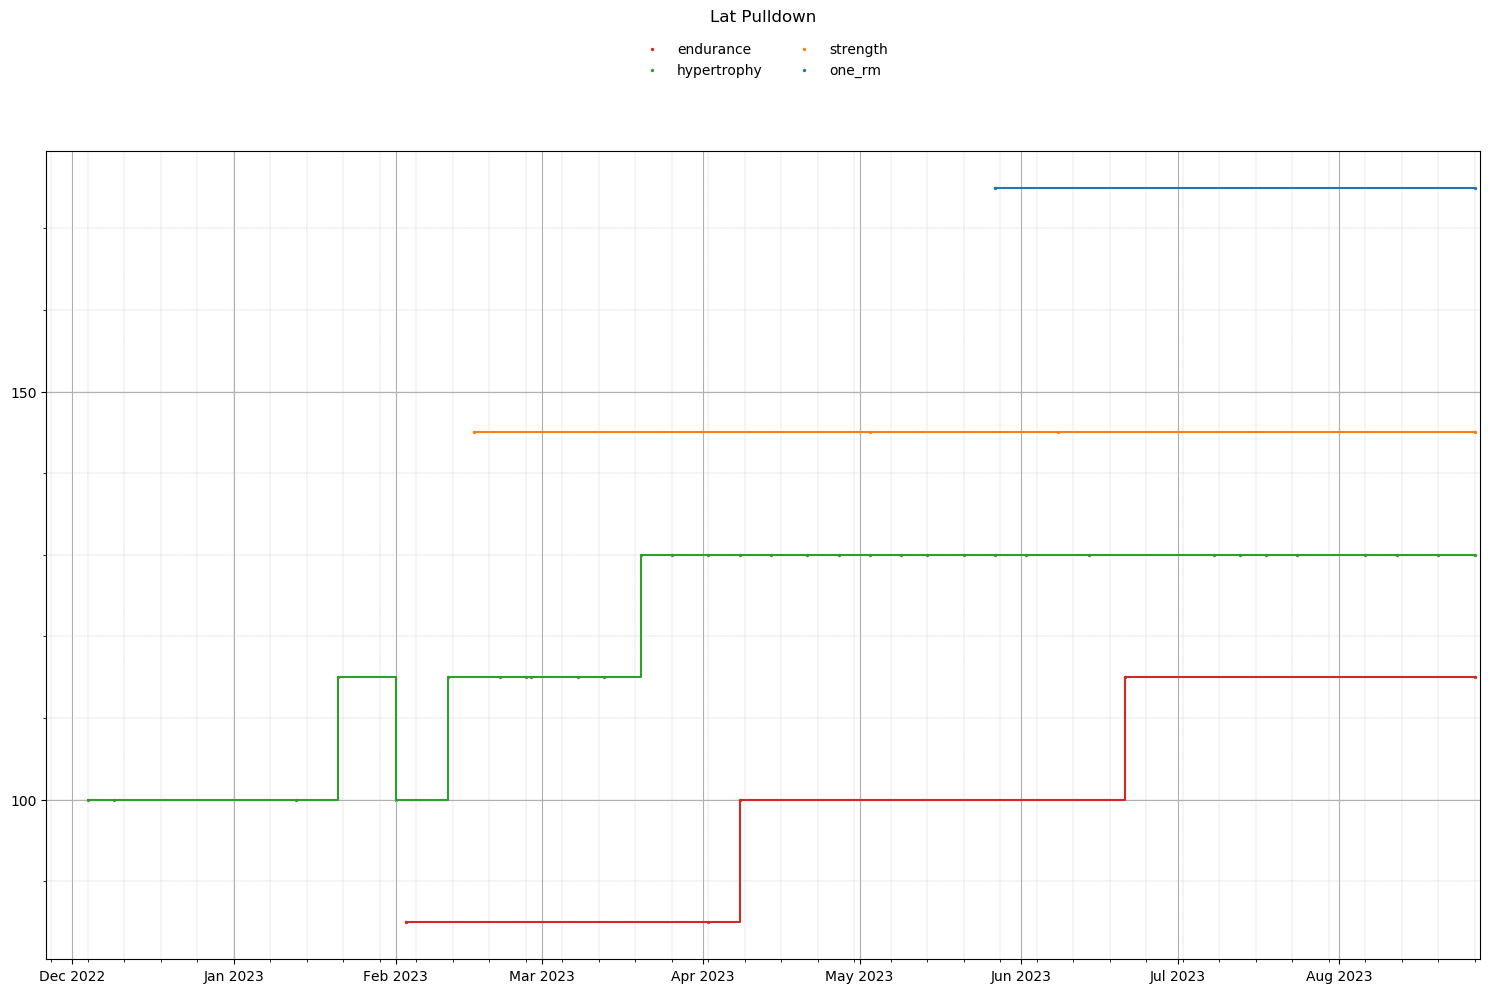 Lat Pulldown
endurance strength
hypertrophy one_rm
150
100
Dec 2022 Jan 2023 Feb 2023 Mar 2023 Apr 2023 May 2023 Jun 2023 Jul 2023 Aug 2023